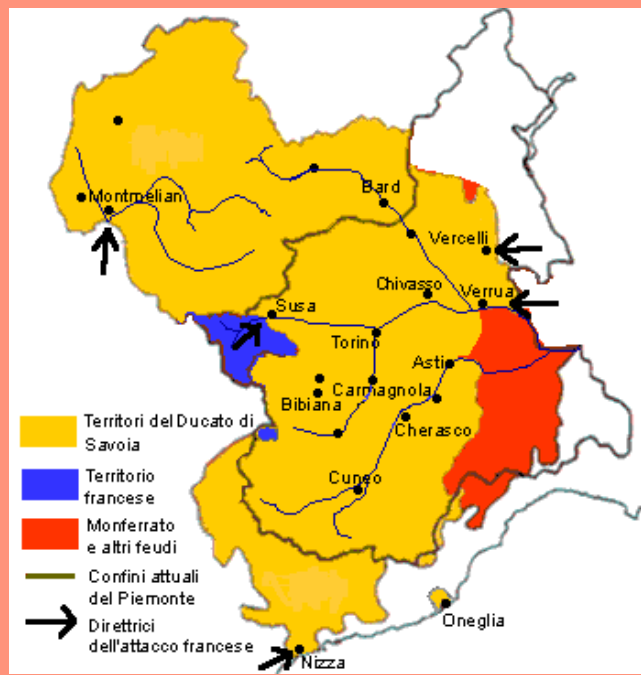 Montmelian
Bard
Vercelli
Chivasso
Verrua
Susa
Torino
Asti
Carmagnola
Bibiana
Cherasco
Cuneo
Oneglia
Nizza
Territori del Ducato di
Savoia
Territorio
francese
Monferrato
e altri feudi
Confini attuali
del Piemonte
Direttrici
dell'attacco francese